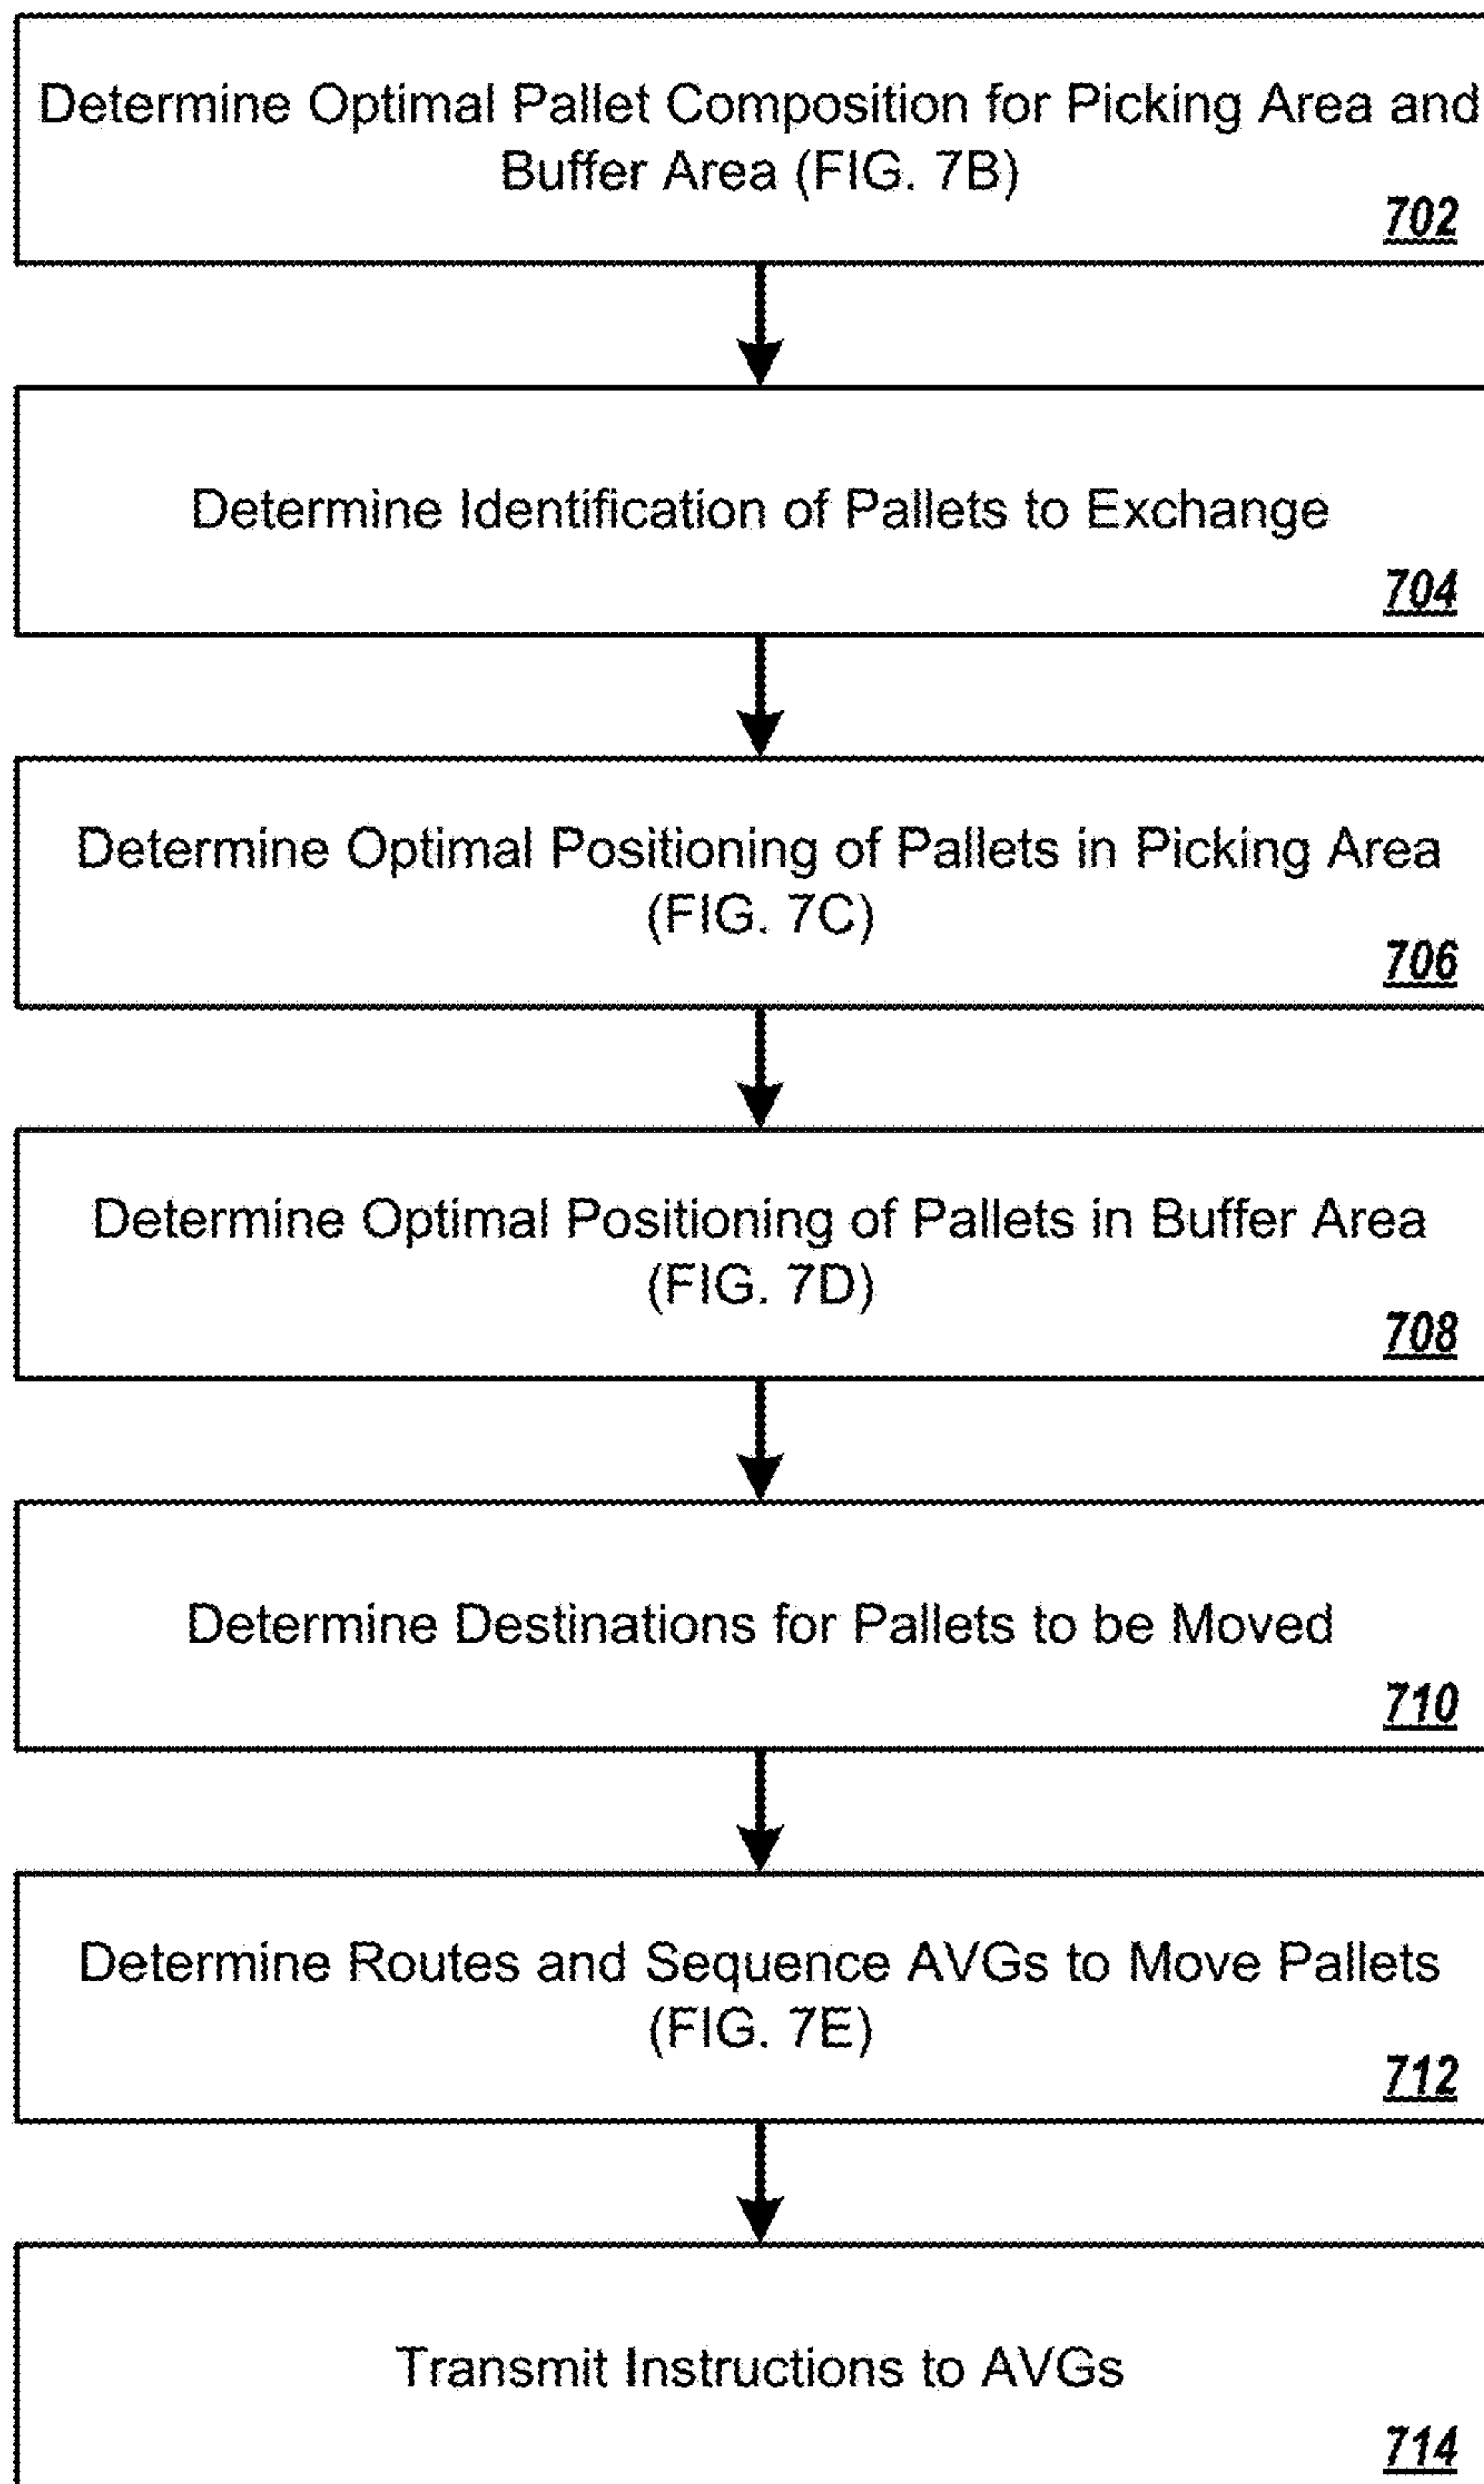 Determine Optimal Pallet Composition for Picking Area and
Buffer Area (FIG. 7B)
702
Determine Identification of Pallets to Exchange
704
Determine Optimal Positioning of Pallets in Picking Area
(FIG. 7C)
706
Determine Optimal Positioning of Pallets in Buffer Area
(FIG. 7D)
708
Determine Destinations for Pallets to be Moved
710
Determine Routes and Sequence AVGs to Move Pallets
(FIG. 7E)
712
Transmit Instructions to AVGs
714